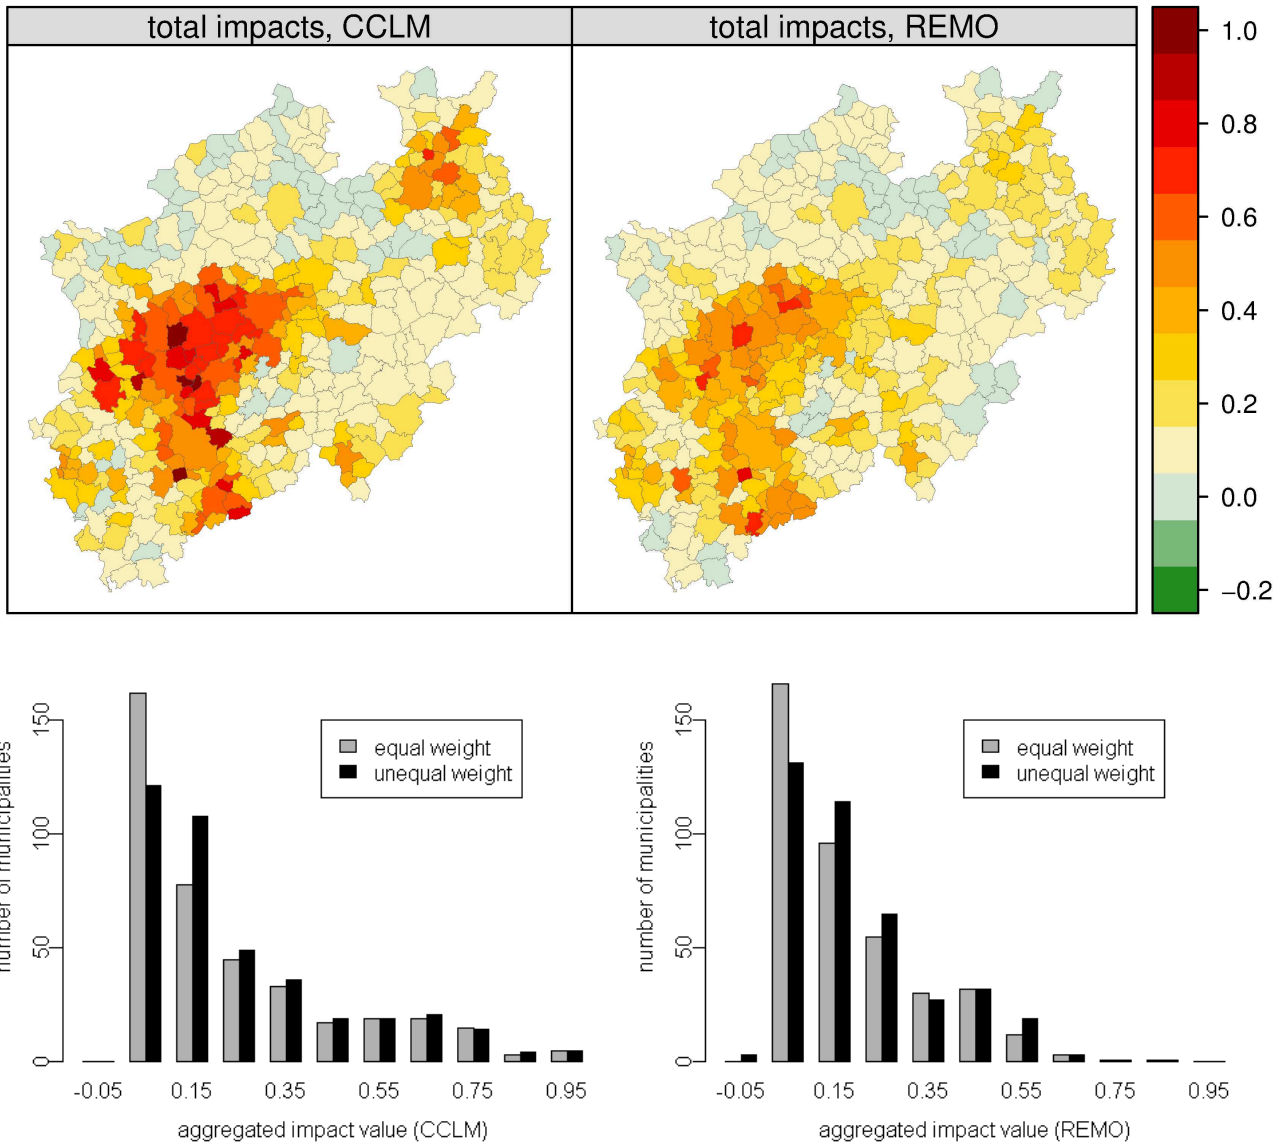 total impacts, CCLM
total impacts, REMO
1.0
0.8
0.6
0.4
0.2
0.0
−0.2
number of municipalities
0
50
100
150
equal weight
unequal weight
-0.05
0.15
0.35
0.55
0.75
0.95
aggregated impact value (CCLM)
number of municipalities
0
50
100
150
equal weight
unequal weight
-0.05
0.15
0.35
0.55
0.75
0.95
aggregated impact value (REMO)